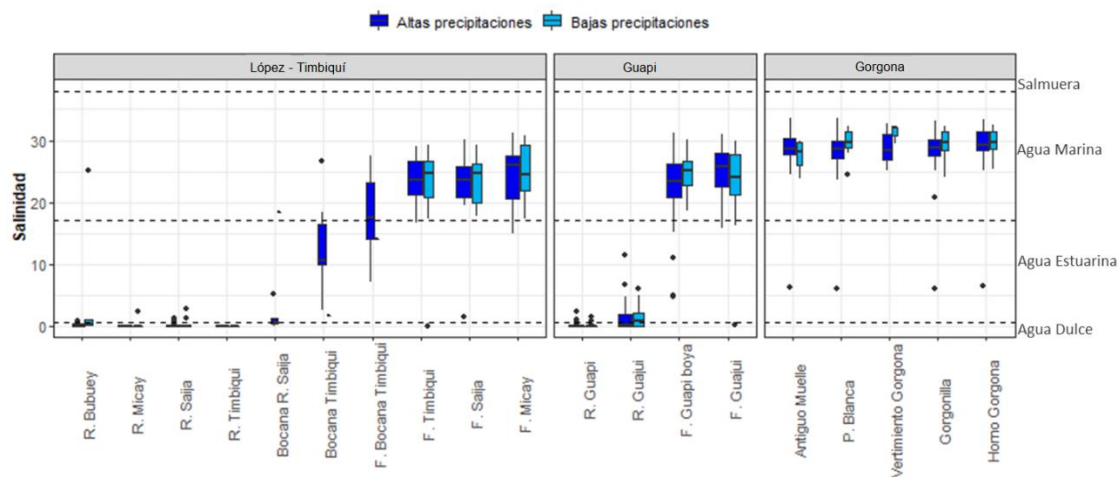 Altas precipitaciones Bajas precipitaciones
López - Timbiquí Guapi Gorgona
Salmuera
Agua Marina
Agua Estuarina
Agua Dulce
Salinidad
30
20
10
0
R. Bubuey
R. Micay
R. Saija
R. Timbiqui
Bocana R. Saija
Bocana Timbiqui
F. Bocana Timbiqui
F. Timbiqui
F. Saija
F. Micay
R. Guapi
R. Guajui
F. Guapi boya
F. Guajui
Antiguo Muelle
P. Blanca
Vertimiento Gorgona
Gorgonilla
Horno Gorgona